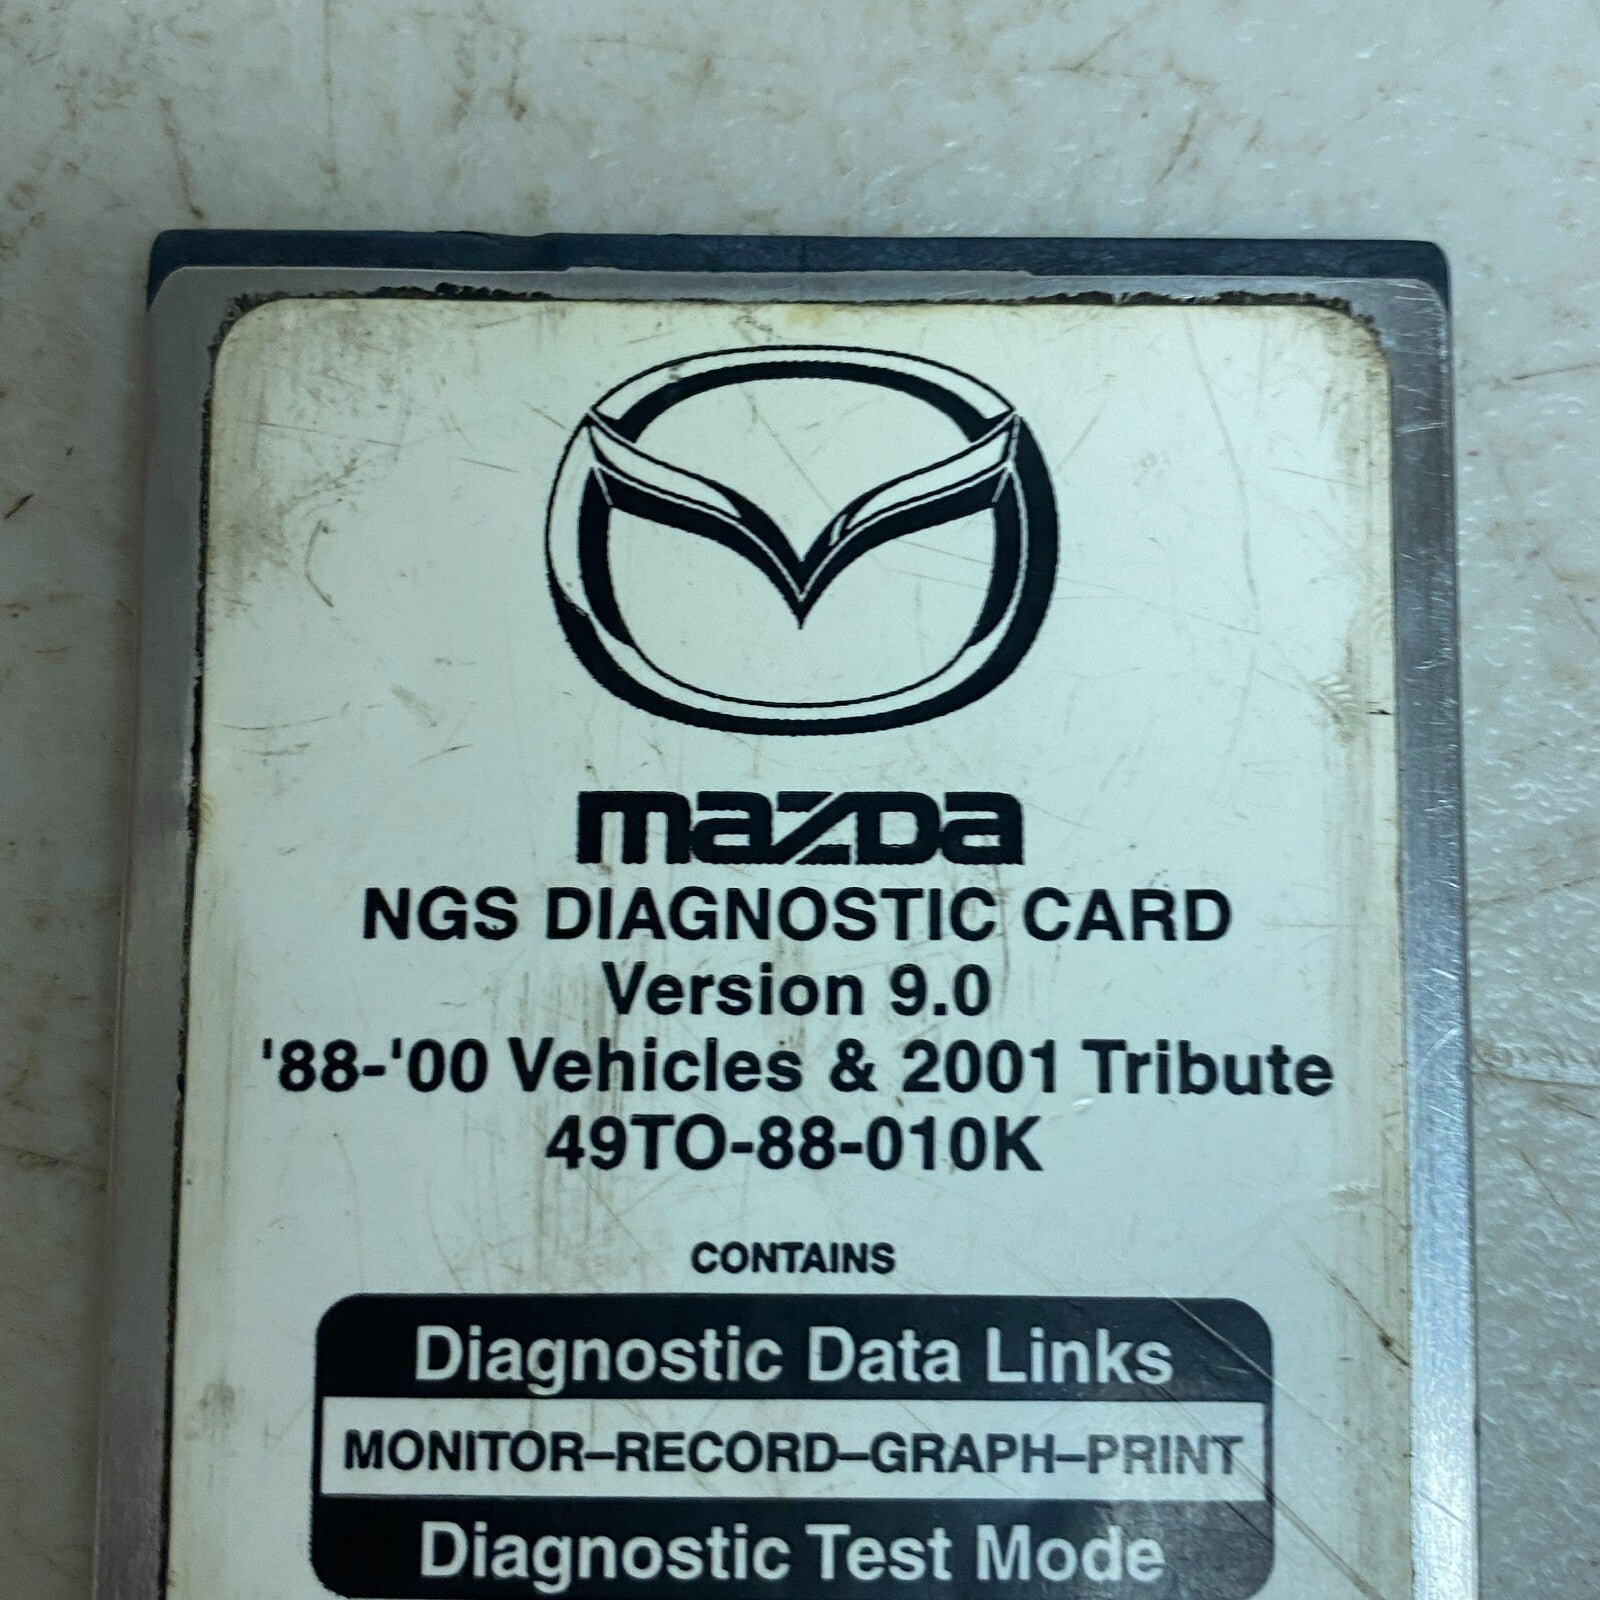 mazda
NGS DIAGNOSTIC CARD
Version 9.0
'88-'00 Vehicles & 2001 Tribute
49TO-88-010K
CONTAINS
Diagnostic Data Links
MONITOR–RECORD–GRAPH–PRINT
Diagnostic Test Mode